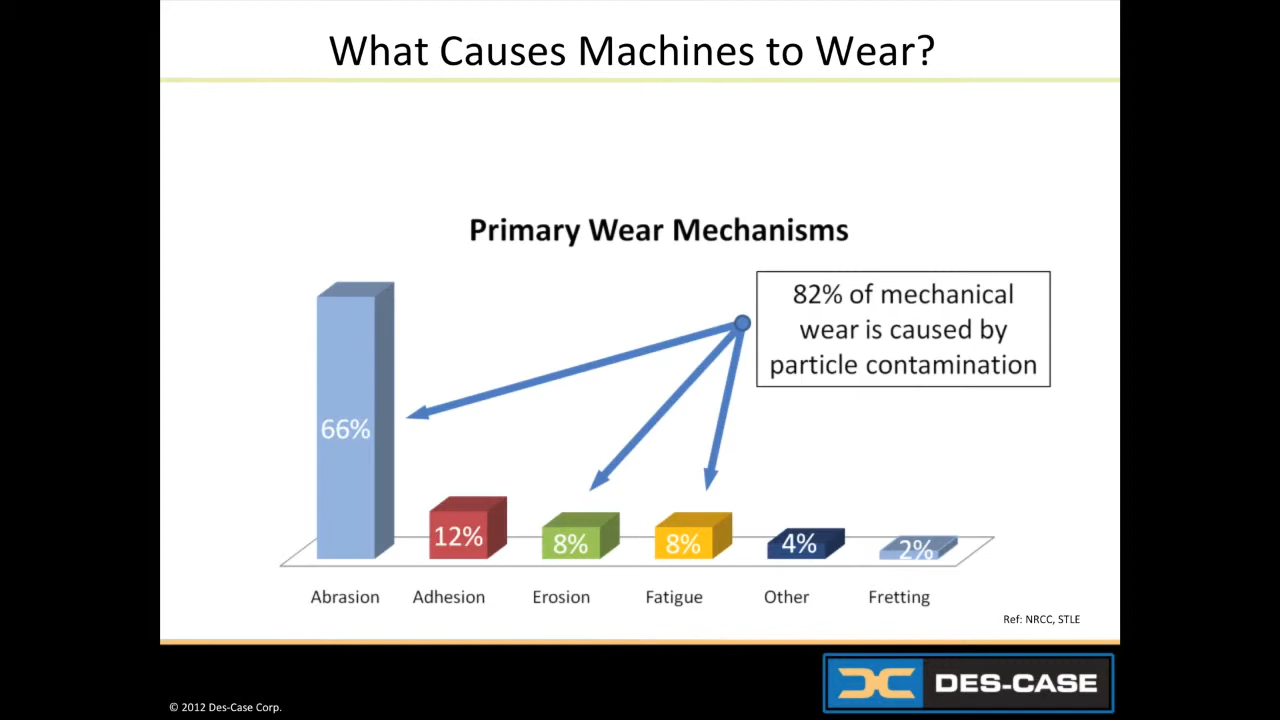 What Causes Machines to Wear?
Primary Wear Mechanisms
82% of mechanical
wear is caused by
particle contamination
66%
12%
8%
8%
4%
2%
Abrasion
Adhesion
Erosion
Fatigue
Other
Fretting
Ref: NRCC, STLE
DES-CASE
© 2012 Des-Case Corp.